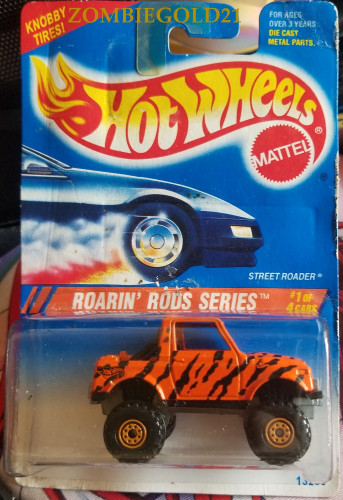 ZOMBIEGOLD21
KNOBBY
TIRES!
FOR AGES
OVER 3 YEARS
DIE CAST
METAL PARTS.
HOT WHEELS®
MATTEL
STREET ROADER®
ROARIN' RODS SERIES™
#1 of
4 CARS